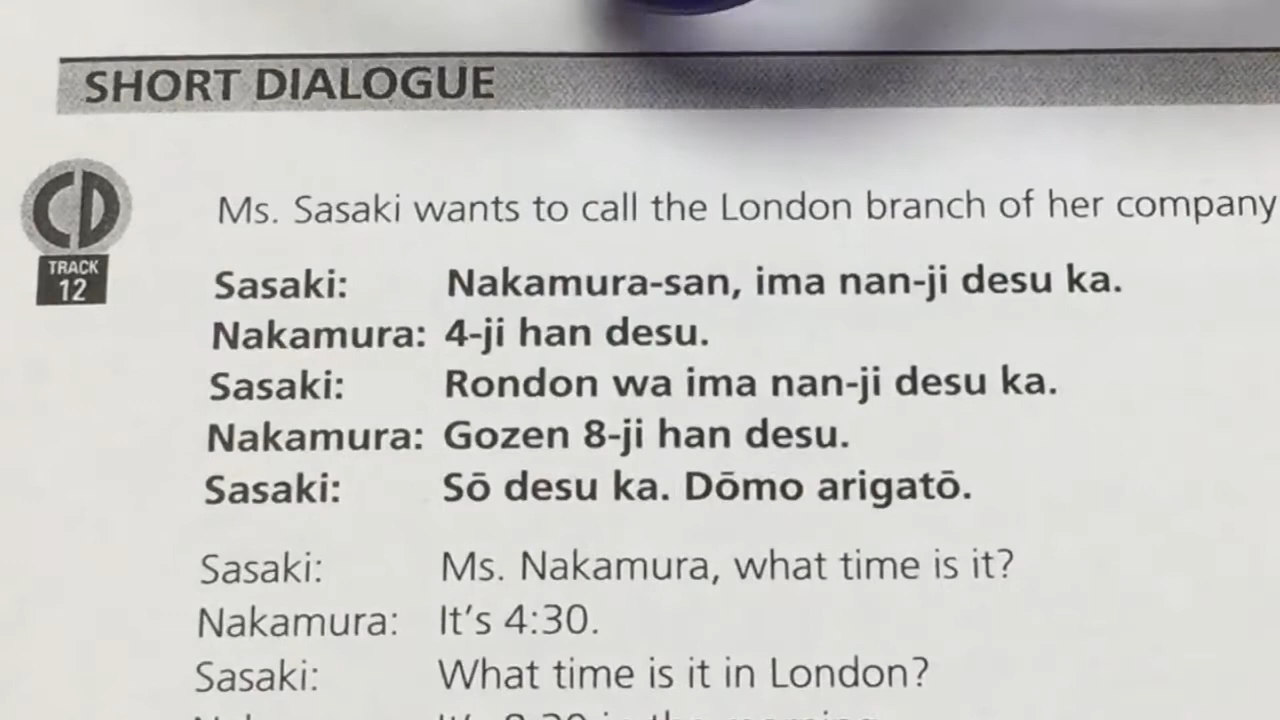 SHORT DIALOGUE
CD
TRACK
12
Ms. Sasaki wants to call the London branch of her company
Sasaki: Nakamura-san, ima nan-ji desu ka.
Nakamura: 4-ji han desu.
Sasaki: Rondon wa ima nan-ji desu ka.
Nakamura: Gozen 8-ji han desu.
Sasaki: Sō desu ka. Dōmo arigatō.
Sasaki: Ms. Nakamura, what time is it?
Nakamura: It's 4:30.
Sasaki: What time is it in London?